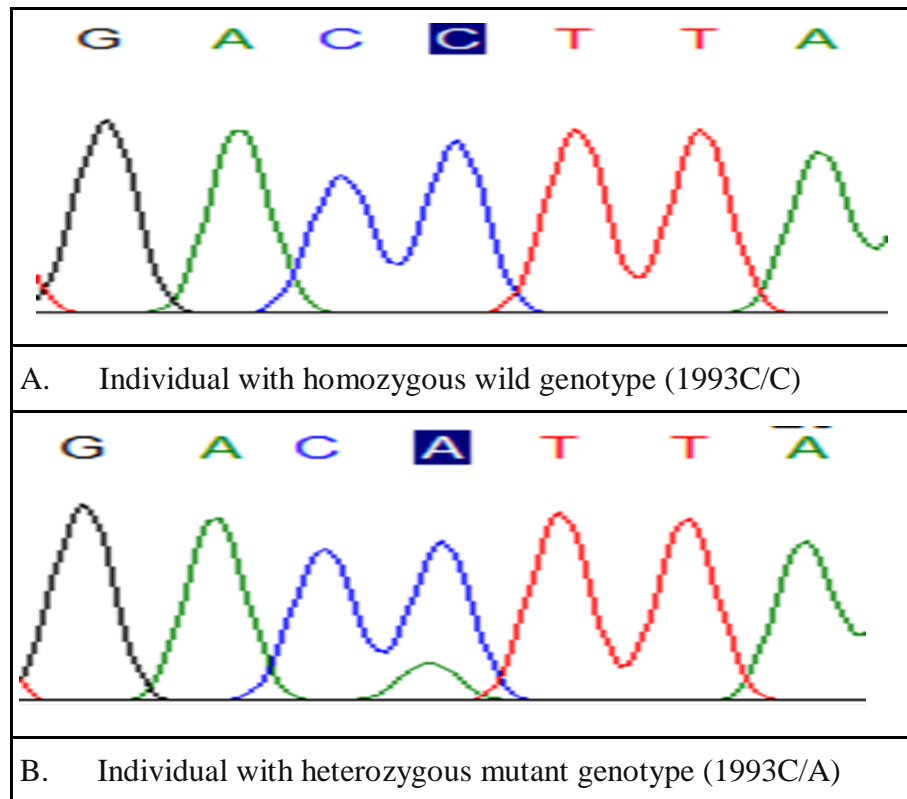 G A C C T T A
A. Individual with homozygous wild genotype (1993C/C)
G A C A T T A
B. Individual with heterozygous mutant genotype (1993C/A)